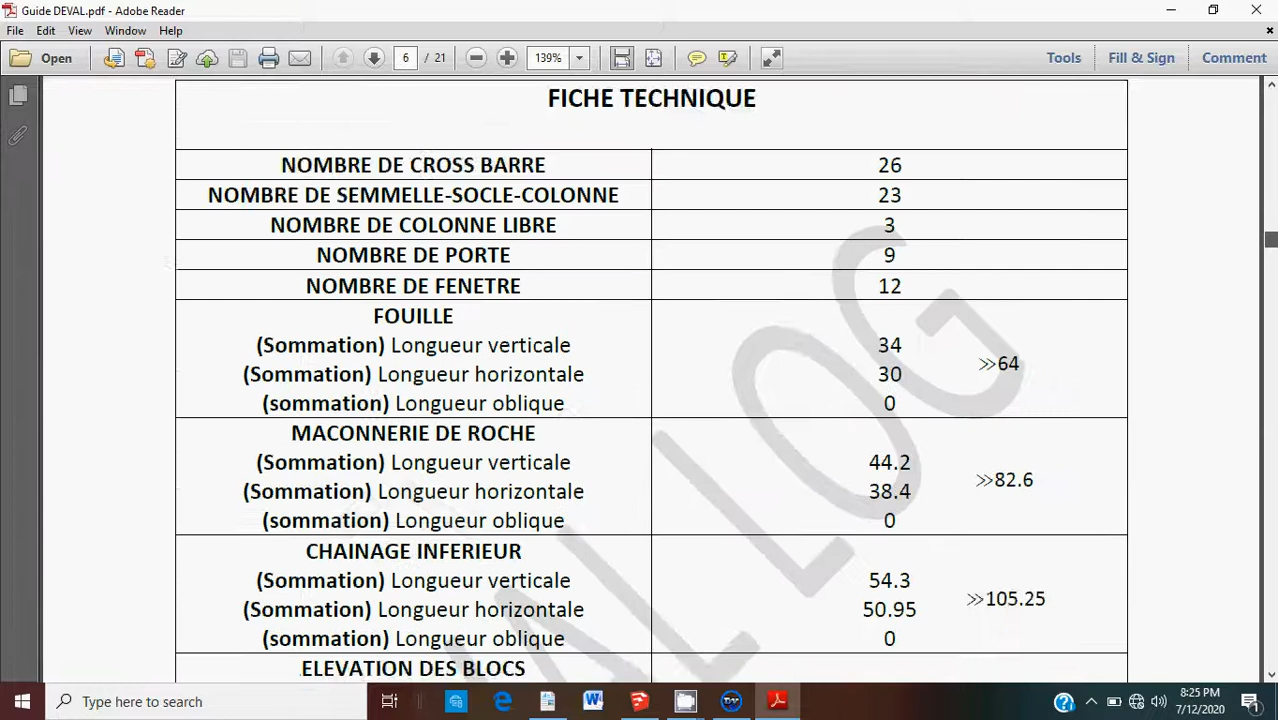 Guide DEVAL.pdf - Adobe Reader
File Edit View Window Help
Open 6 / 21 139% Tools Fill & Sign Comment
FICHE TECHNIQUE
NOMBRE DE CROSS BARRE 26
NOMBRE DE SEMMELLE-SOCLE-COLONNE 23
NOMBRE DE COLONNE LIBRE 3
NOMBRE DE PORTE 9
NOMBRE DE FENETRE 12
FOUILLE
(Sommation) Longueur verticale 34
(Sommation) Longueur horizontale 30 ≫64
(sommation) Longueur oblique 0
MACONNERIE DE ROCHE
(Sommation) Longueur verticale 44.2
(Sommation) Longueur horizontale 38.4 ≫82.6
(sommation) Longueur oblique 0
CHAINAGE INFERIEUR
(Sommation) Longueur verticale 54.3
(Sommation) Longueur horizontale 50.95 ≫105.25
(sommation) Longueur oblique 0
ELEVATION DES BLOCS
Type here to search
8:25 PM
7/12/2020